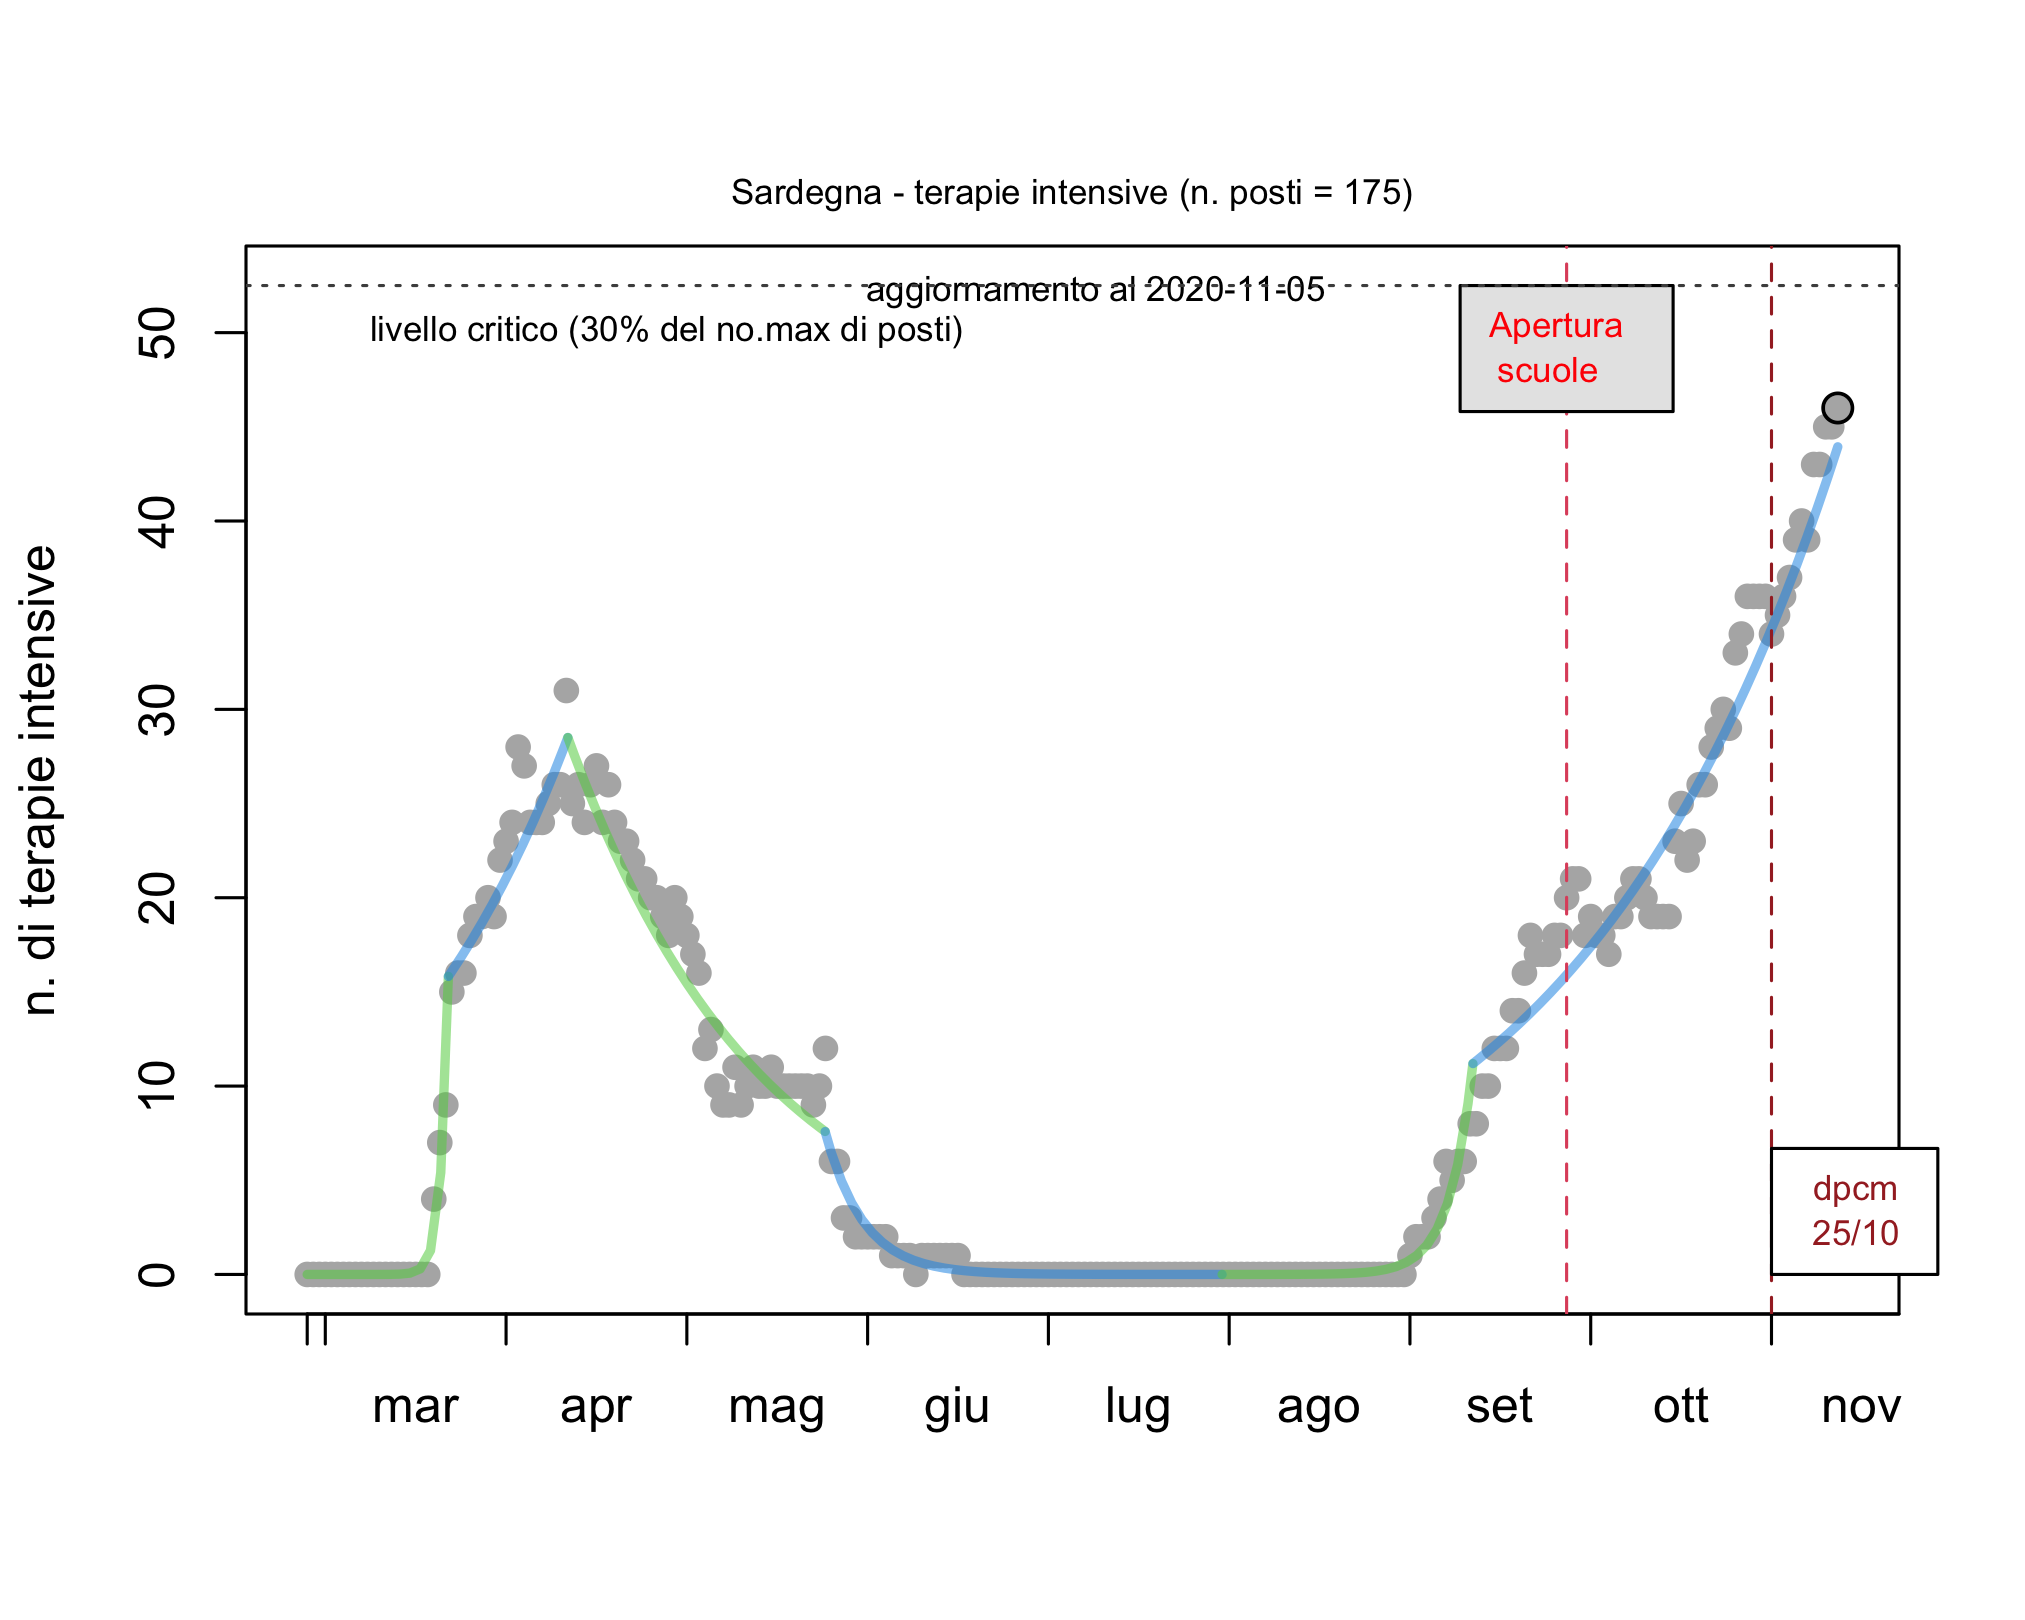 Sardegna - terapie intensive (n. posti = 175)
aggiornamento al 2020-11-05
livello critico (30% del no.max di posti)
Apertura
scuole
n. di terapie intensive
50
40
30
20
10
0
dpcm
25/10
mar apr mag giu lug ago set ott nov